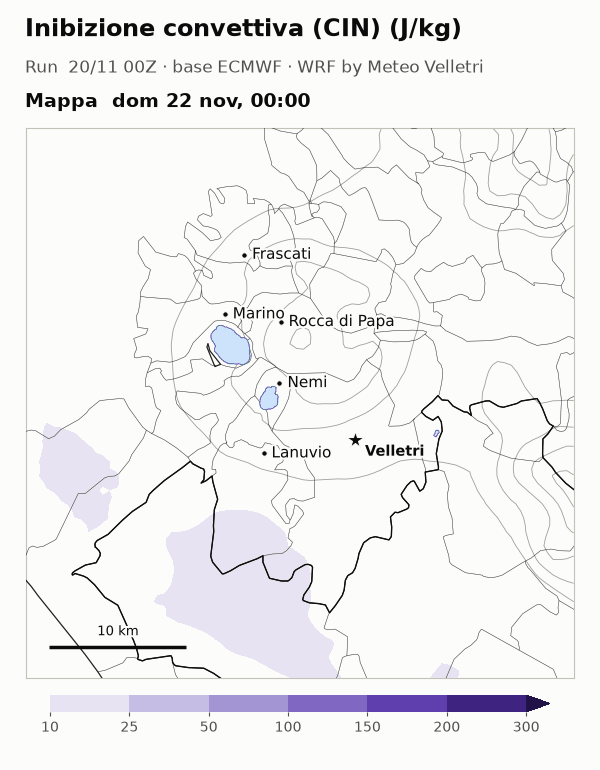 Inibizione convettiva (CIN) (J/kg)
Run  20/11 00Z · base ECMWF · WRF by Meteo Velletri
Mappa  dom 22 nov, 00:00
Frascati
Marino
Rocca di Papa
Nemi
Velletri
Lanuvio
10 km
10 25 50 100 150 200 300